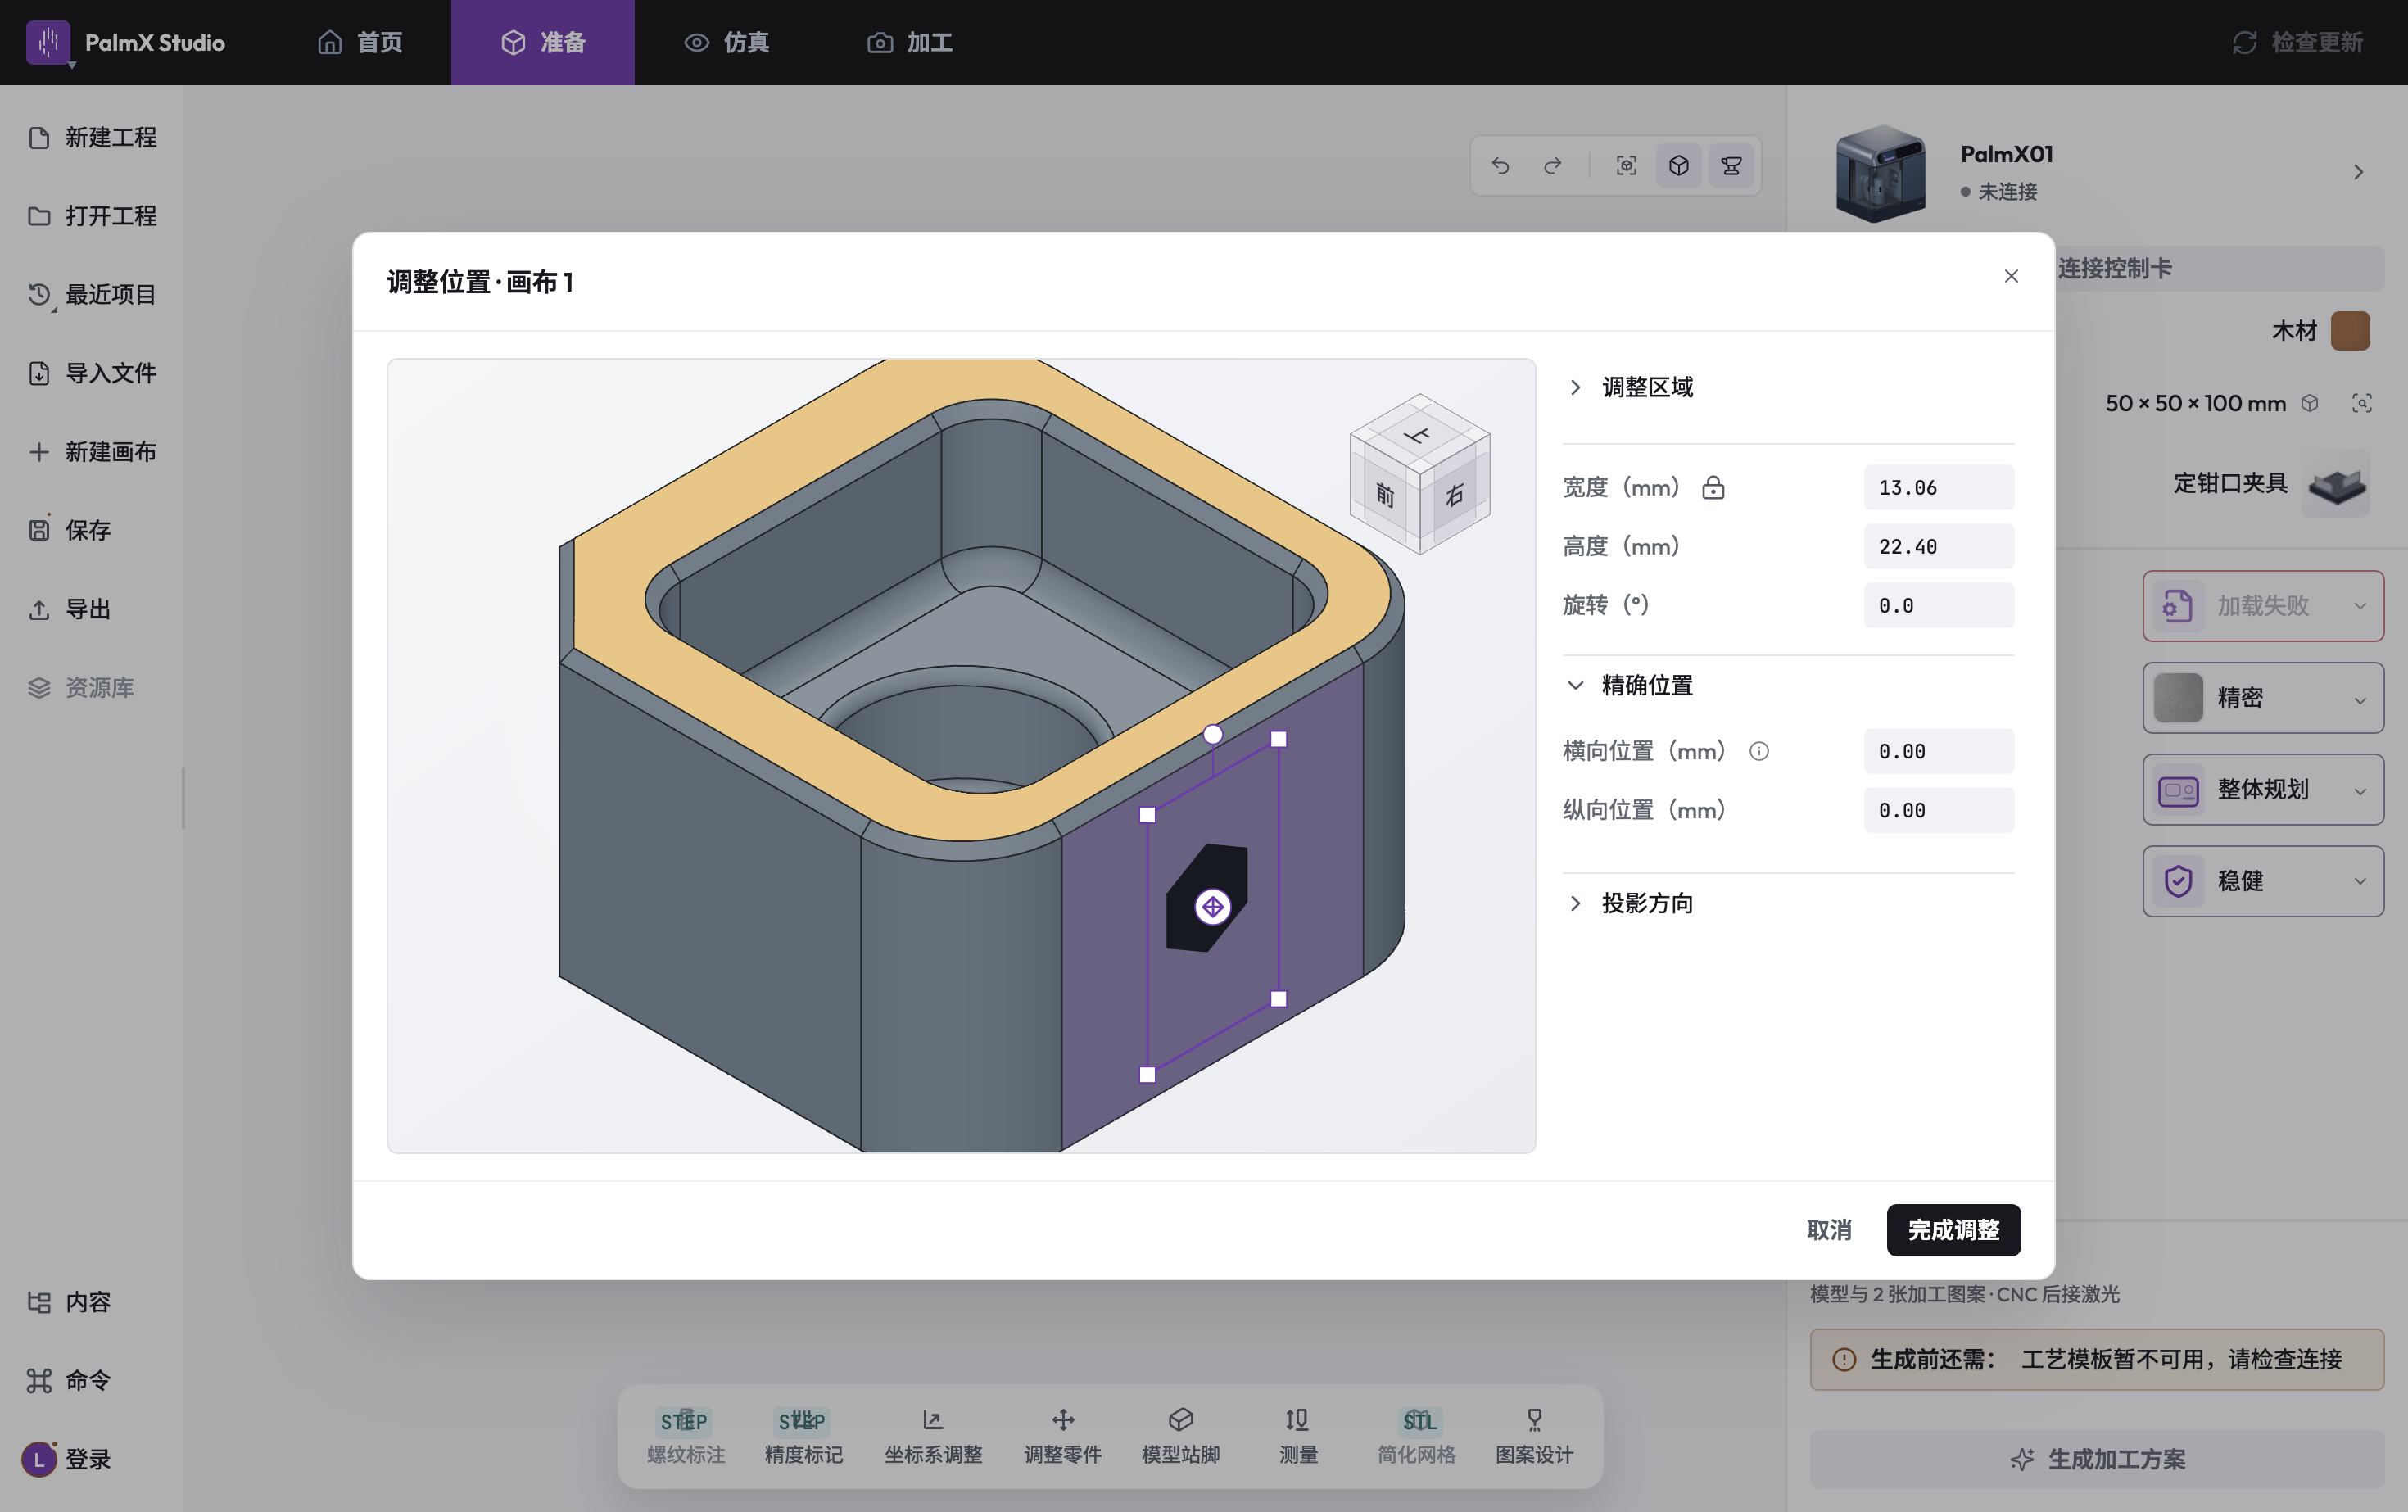 PalmX Studio
首页
准备
仿真
加工
检查更新
新建工程
打开工程
最近项目
导入文件
新建画布
保存
导出
资源库
内容
命令
L 登录
PalmX01
未连接
连接控制卡
木材
50 × 50 × 100 mm
定钳口夹具
加载失败
精密
整体规划
稳健
调整位置·画布 1
上
前
右
调整区域
宽度（mm） 13.06
高度（mm） 22.40
旋转（°） 0.0
精确位置
横向位置（mm） 0.00
纵向位置（mm） 0.00
投影方向
取消
完成调整
模型与 2 张加工图案·CNC 后接激光
生成前还需： 工艺模板暂不可用，请检查连接
生成加工方案
STEP
螺纹标注
STEP
精度标记
坐标系调整
调整零件
模型站脚
测量
STL
简化网格
图案设计